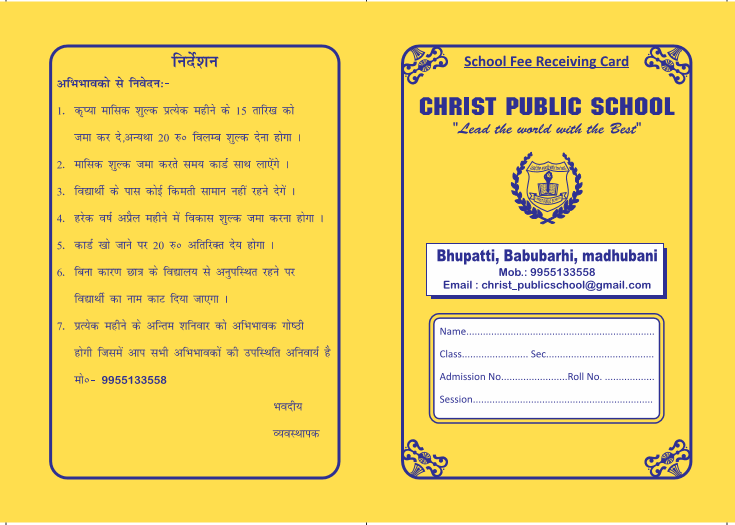 निर्देशन
अभिभावको से निवेदनः-
1. कृप्या मासिक शुल्क प्रत्येक महीने के 15 तारिख को
जमा कर दे,अन्यथा 20 रु० विलम्ब शुल्क देना होगा ।
2. मासिक शुल्क जमा करते समय कार्ड साथ लाऐंगे ।
3. विद्यार्थी के पास कोई किमती सामान नहीं रहने देगें ।
4. हरेक वर्ष अप्रैल महीने में विकास शुल्क जमा करना होगा ।
5. कार्ड खो जाने पर 20 रु० अतिरिक्त देय होगा ।
6. बिना कारण छात्र के विद्यालय से अनुपस्थित रहने पर
विद्यार्थी का नाम काट दिया जाएगा ।
7. प्रत्येक महीने के अन्तिम शनिवार को अभिभावक गोष्ठी
होगी जिसमें आप सभी अभिभावकों की उपस्थिति अनिवार्य है
मो०- 9955133558
भवदीय
व्यवस्थापक
School Fee Receiving Card
CHRIST PUBLIC SCHOOL
"Lead the world with the Best"
Bhupatti, Babubarhi, madhubani
Mob.: 9955133558
Email : christ_publicschool@gmail.com
Name................................................................
Class....................... Sec.....................................
Admission No.......................Roll No. .................
Session..............................................................